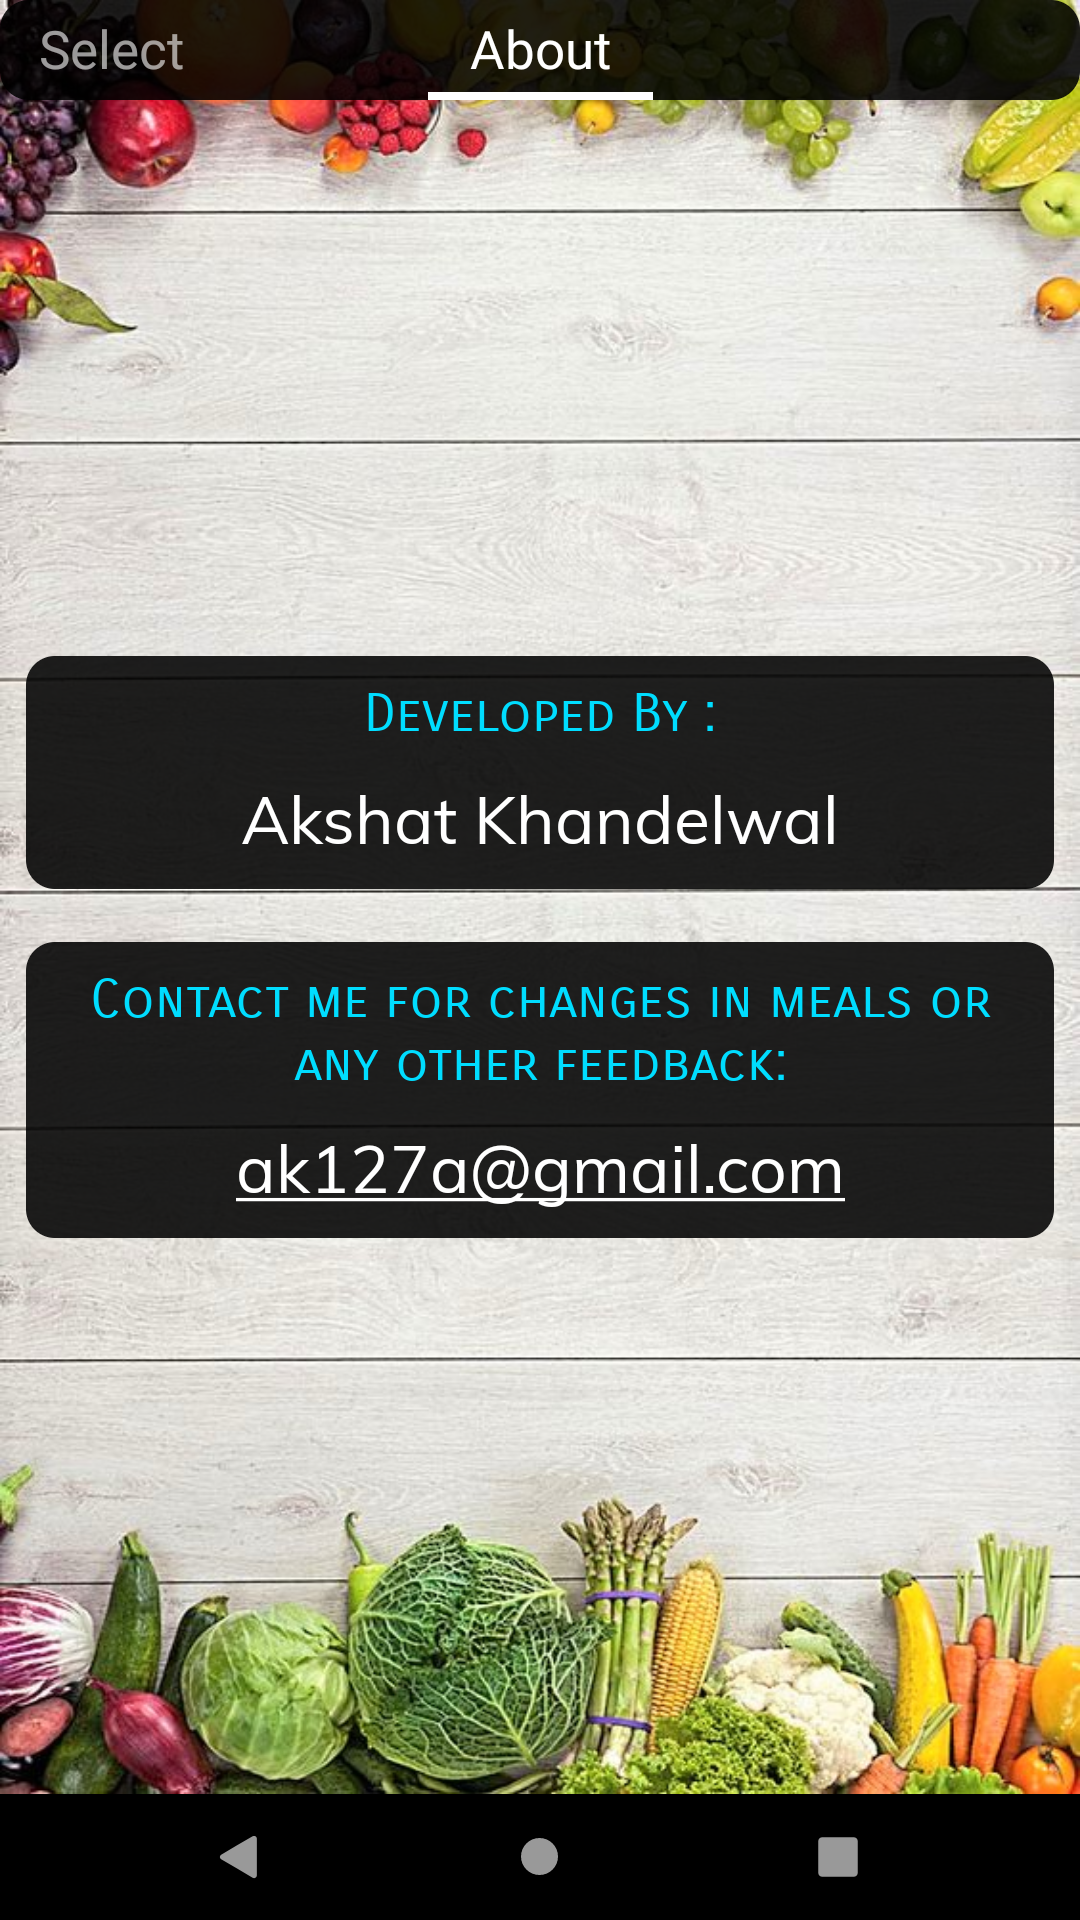 Select
About
Developed By :
Akshat Khandelwal
Contact me for changes in meals or
any other feedback:
ak127a@gmail.com